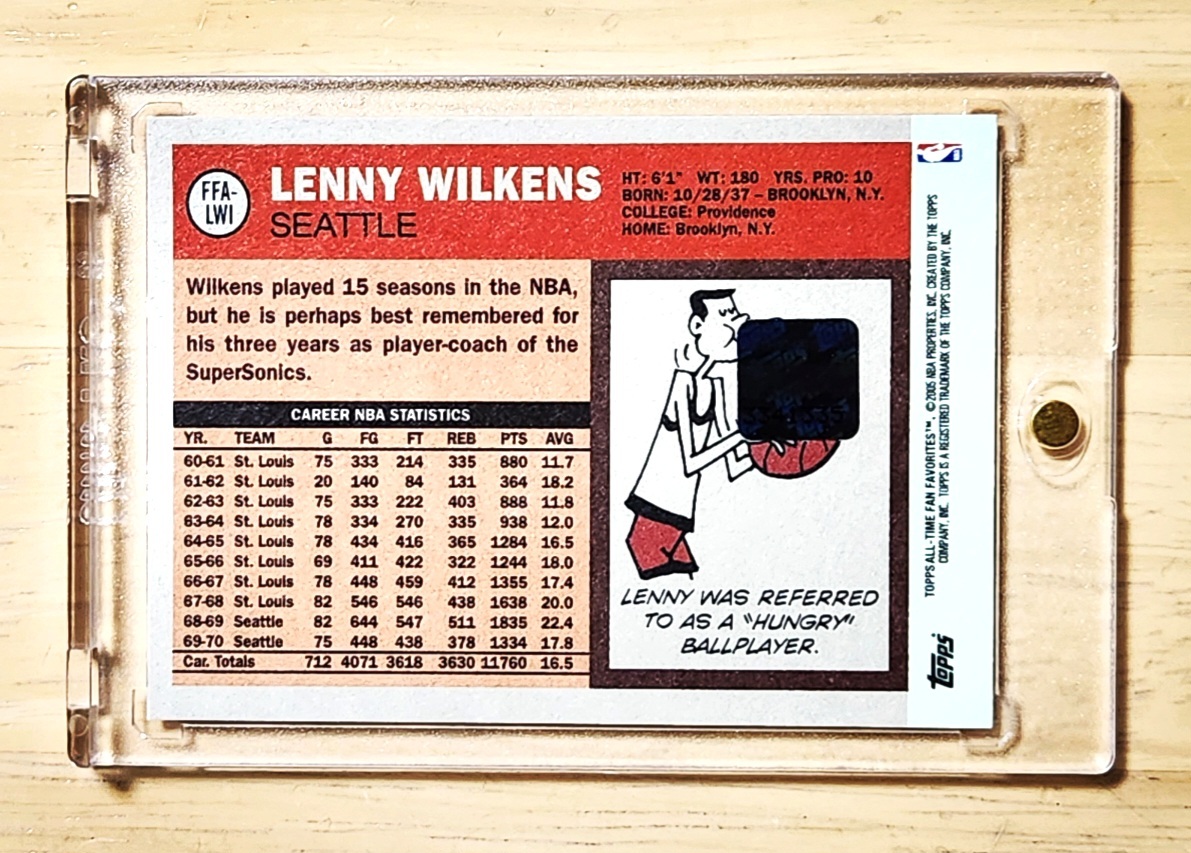 FFA-
LWI
LENNY WILKENS
SEATTLE
HT: 6'1" WT: 180 YRS. PRO: 10
BORN: 10/28/37 – BROOKLYN, N.Y.
COLLEGE: Providence
HOME: Brooklyn, N.Y.
Wilkens played 15 seasons in the NBA,
but he is perhaps best remembered for
his three years as player-coach of the
SuperSonics.
CAREER NBA STATISTICS
YR. TEAM G FG FT REB PTS AVG
60-61 St. Louis 75 333 214 335 880 11.7
61-62 St. Louis 20 140 84 131 364 18.2
62-63 St. Louis 75 333 222 403 888 11.8
63-64 St. Louis 78 334 270 335 938 12.0
64-65 St. Louis 78 434 416 365 1284 16.5
65-66 St. Louis 69 411 422 322 1244 18.0
66-67 St. Louis 78 448 459 412 1355 17.4
67-68 St. Louis 82 546 546 438 1638 20.0
68-69 Seattle 82 644 547 511 1835 22.4
69-70 Seattle 75 448 438 378 1334 17.8
Car. Totals 712 4071 3618 3630 11760 16.5
LENNY WAS REFERRED
TO AS A "HUNGRY"
BALLPLAYER.
TOPPS ALL-TIME FAN FAVORITES™. ©2005 NBA PROPERTIES, INC. CREATED BY THE TOPPS
COMPANY, INC. TOPPS IS A REGISTERED TRADEMARK OF THE TOPPS COMPANY, INC.
topps